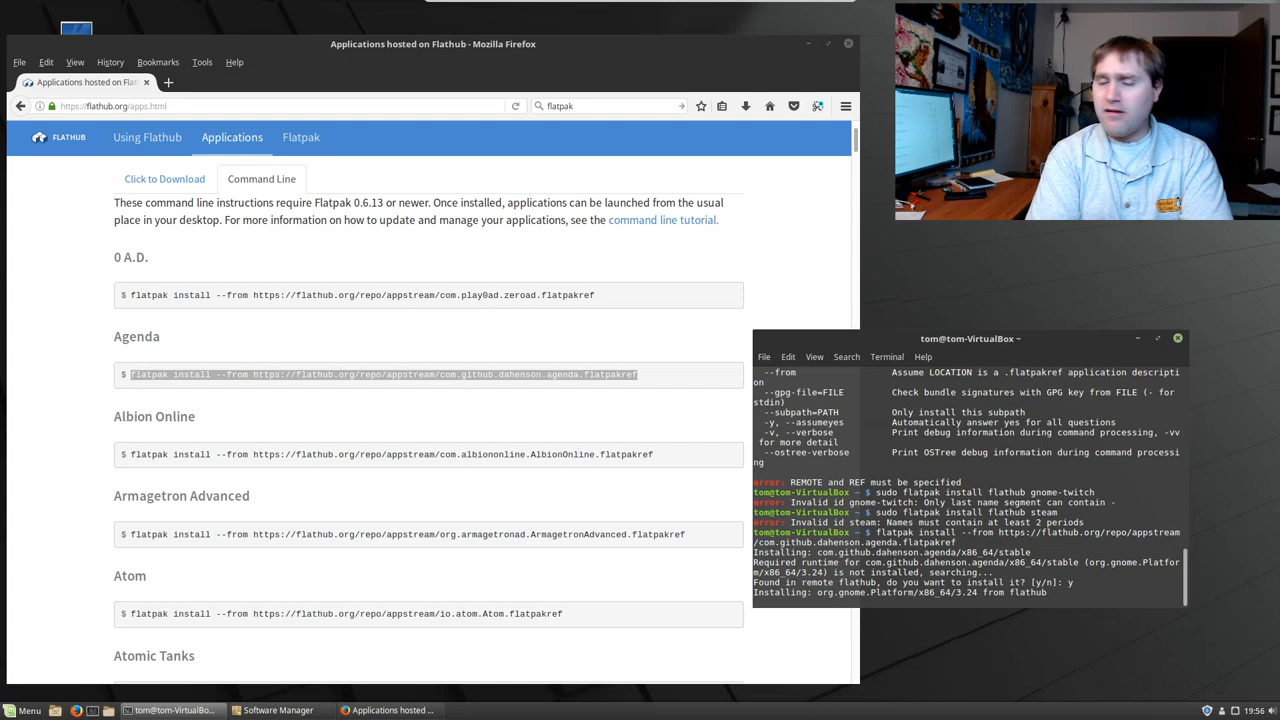 Applications hosted on Flathub - Mozilla Firefox
File Edit View History Bookmarks Tools Help
Applications hosted on Flat
https://flathub.org/apps.html
flatpak
FLATHUB
Using Flathub Applications Flatpak
Click to Download Command Line
These command line instructions require Flatpak 0.6.13 or newer. Once installed, applications can be launched from the usual
place in your desktop. For more information on how to update and manage your applications, see the command line tutorial.
0 A.D.
$ flatpak install --from https://flathub.org/repo/appstream/com.play0ad.zeroad.flatpakref
Agenda
$ flatpak install --from https://flathub.org/repo/appstream/com.github.dahenson.agenda.flatpakref
Albion Online
$ flatpak install --from https://flathub.org/repo/appstream/com.albiononline.AlbionOnline.flatpakref
Armagetron Advanced
$ flatpak install --from https://flathub.org/repo/appstream/org.armagetronad.ArmagetronAdvanced.flatpakref
Atom
$ flatpak install --from https://flathub.org/repo/appstream/io.atom.Atom.flatpakref
Atomic Tanks
tom@tom-VirtualBox ~
File Edit View Search Terminal Help
--from Assume LOCATION is a .flatpakref application descripti
on
--gpg-file=FILE Check bundle signatures with GPG key from FILE (- for
stdin)
--subpath=PATH Only install this subpath
-y, --assumeyes Automatically answer yes for all questions
-v, --verbose Print debug information during command processing, -vv
for more detail
--ostree-verbose Print OSTree debug information during command processi
ng
error: REMOTE and REF must be specified
tom@tom-VirtualBox ~ $ sudo flatpak install flathub gnome-twitch
error: Invalid id gnome-twitch: Only last name segment can contain -
tom@tom-VirtualBox ~ $ sudo flatpak install flathub steam
error: Invalid id steam: Names must contain at least 2 periods
tom@tom-VirtualBox ~ $ flatpak install --from https://flathub.org/repo/appstream
/com.github.dahenson.agenda.flatpakref
Installing: com.github.dahenson.agenda/x86_64/stable
Required runtime for com.github.dahenson.agenda/x86_64/stable (org.gnome.Platfor
m/x86_64/3.24) is not installed, searching...
Found in remote flathub, do you want to install it? [y/n]: y
Installing: org.gnome.Platform/x86_64/3.24 from flathub
Menu tom@tom-VirtualBo... Software Manager Applications hosted ... 19:56